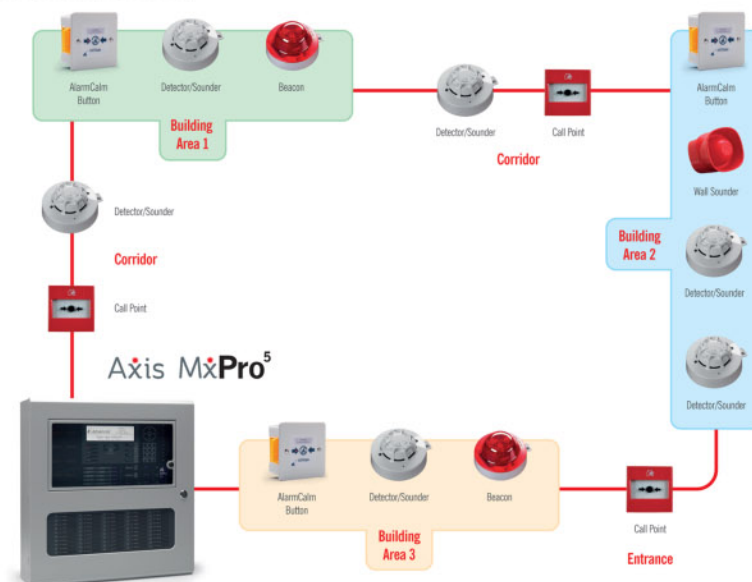 AlarmCalm
Button
Detector/Sounder
Beacon
Building
Area 1
Detector/Sounder
Call Point
Corridor
AlarmCalm
Button
Wall Sounder
Building
Area 2
Detector/Sounder
Detector/Sounder
Detector/Sounder
Corridor
Call Point
Axis MxPro5
AlarmCalm
Button
Detector/Sounder
Beacon
Building
Area 3
Call Point
Entrance